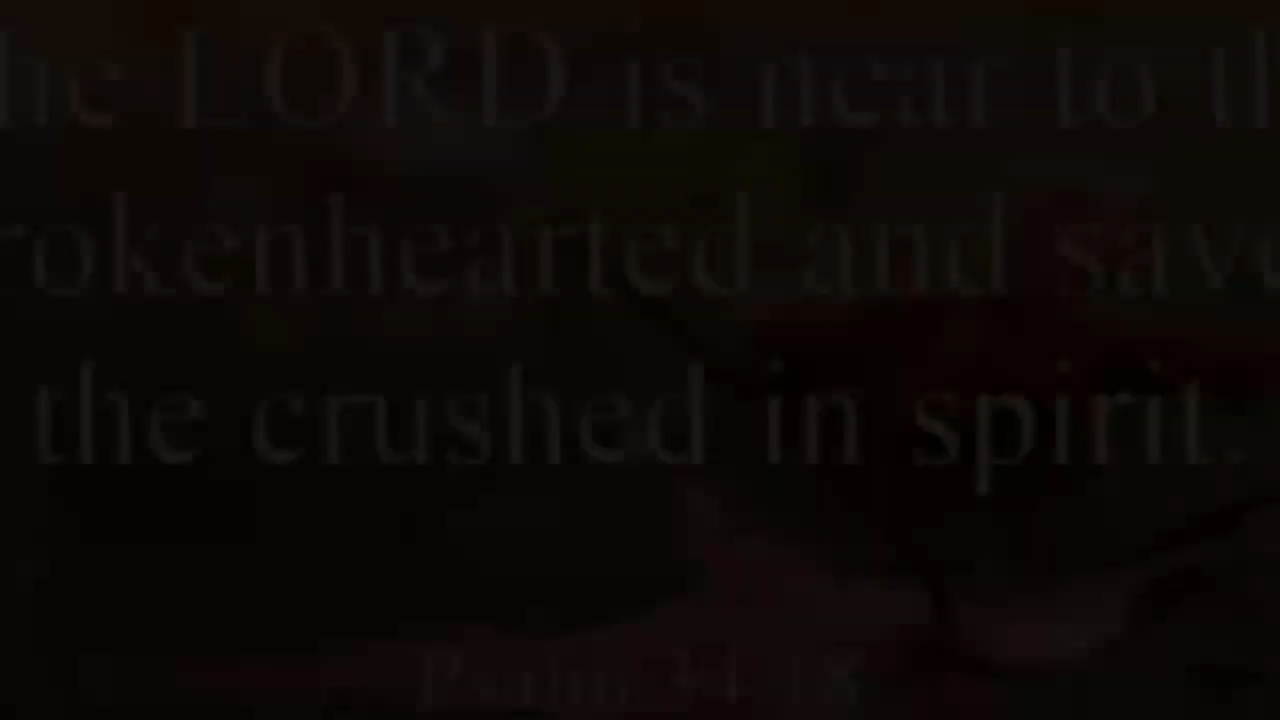 he LORD is near to th
rokenhearted and save
the crushed in spirit.
Psalm 34:18